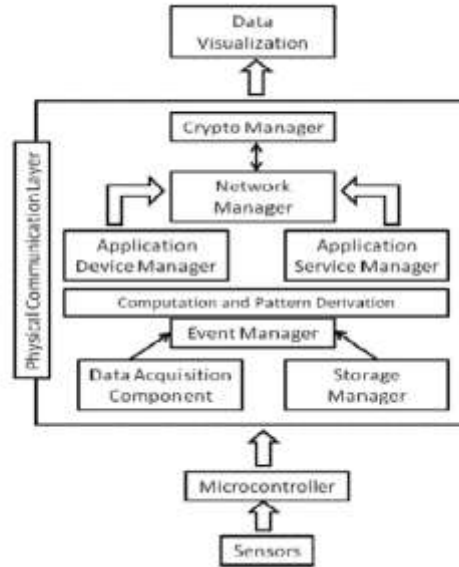 Data
Visualization
Crypto Manager
Physical Communication Layer
Network
Manager
Application
Device Manager
Application
Service Manager
Computation and Pattern Derivation
Event Manager
Data Acquisition
Component
Storage
Manager
Microcontroller
Sensors